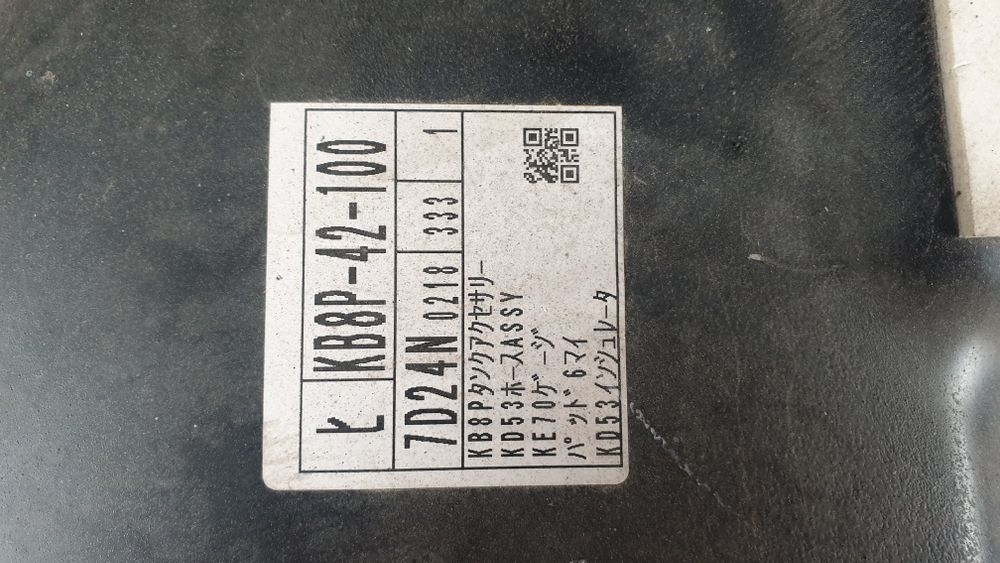 ヒ KB8P-42-100
7D24N 0218 333 1
KB8Pタンクアクセサリー
KD53ホースASSY
KE70ゲージ
パッド6マイ
KD53インシュレータ